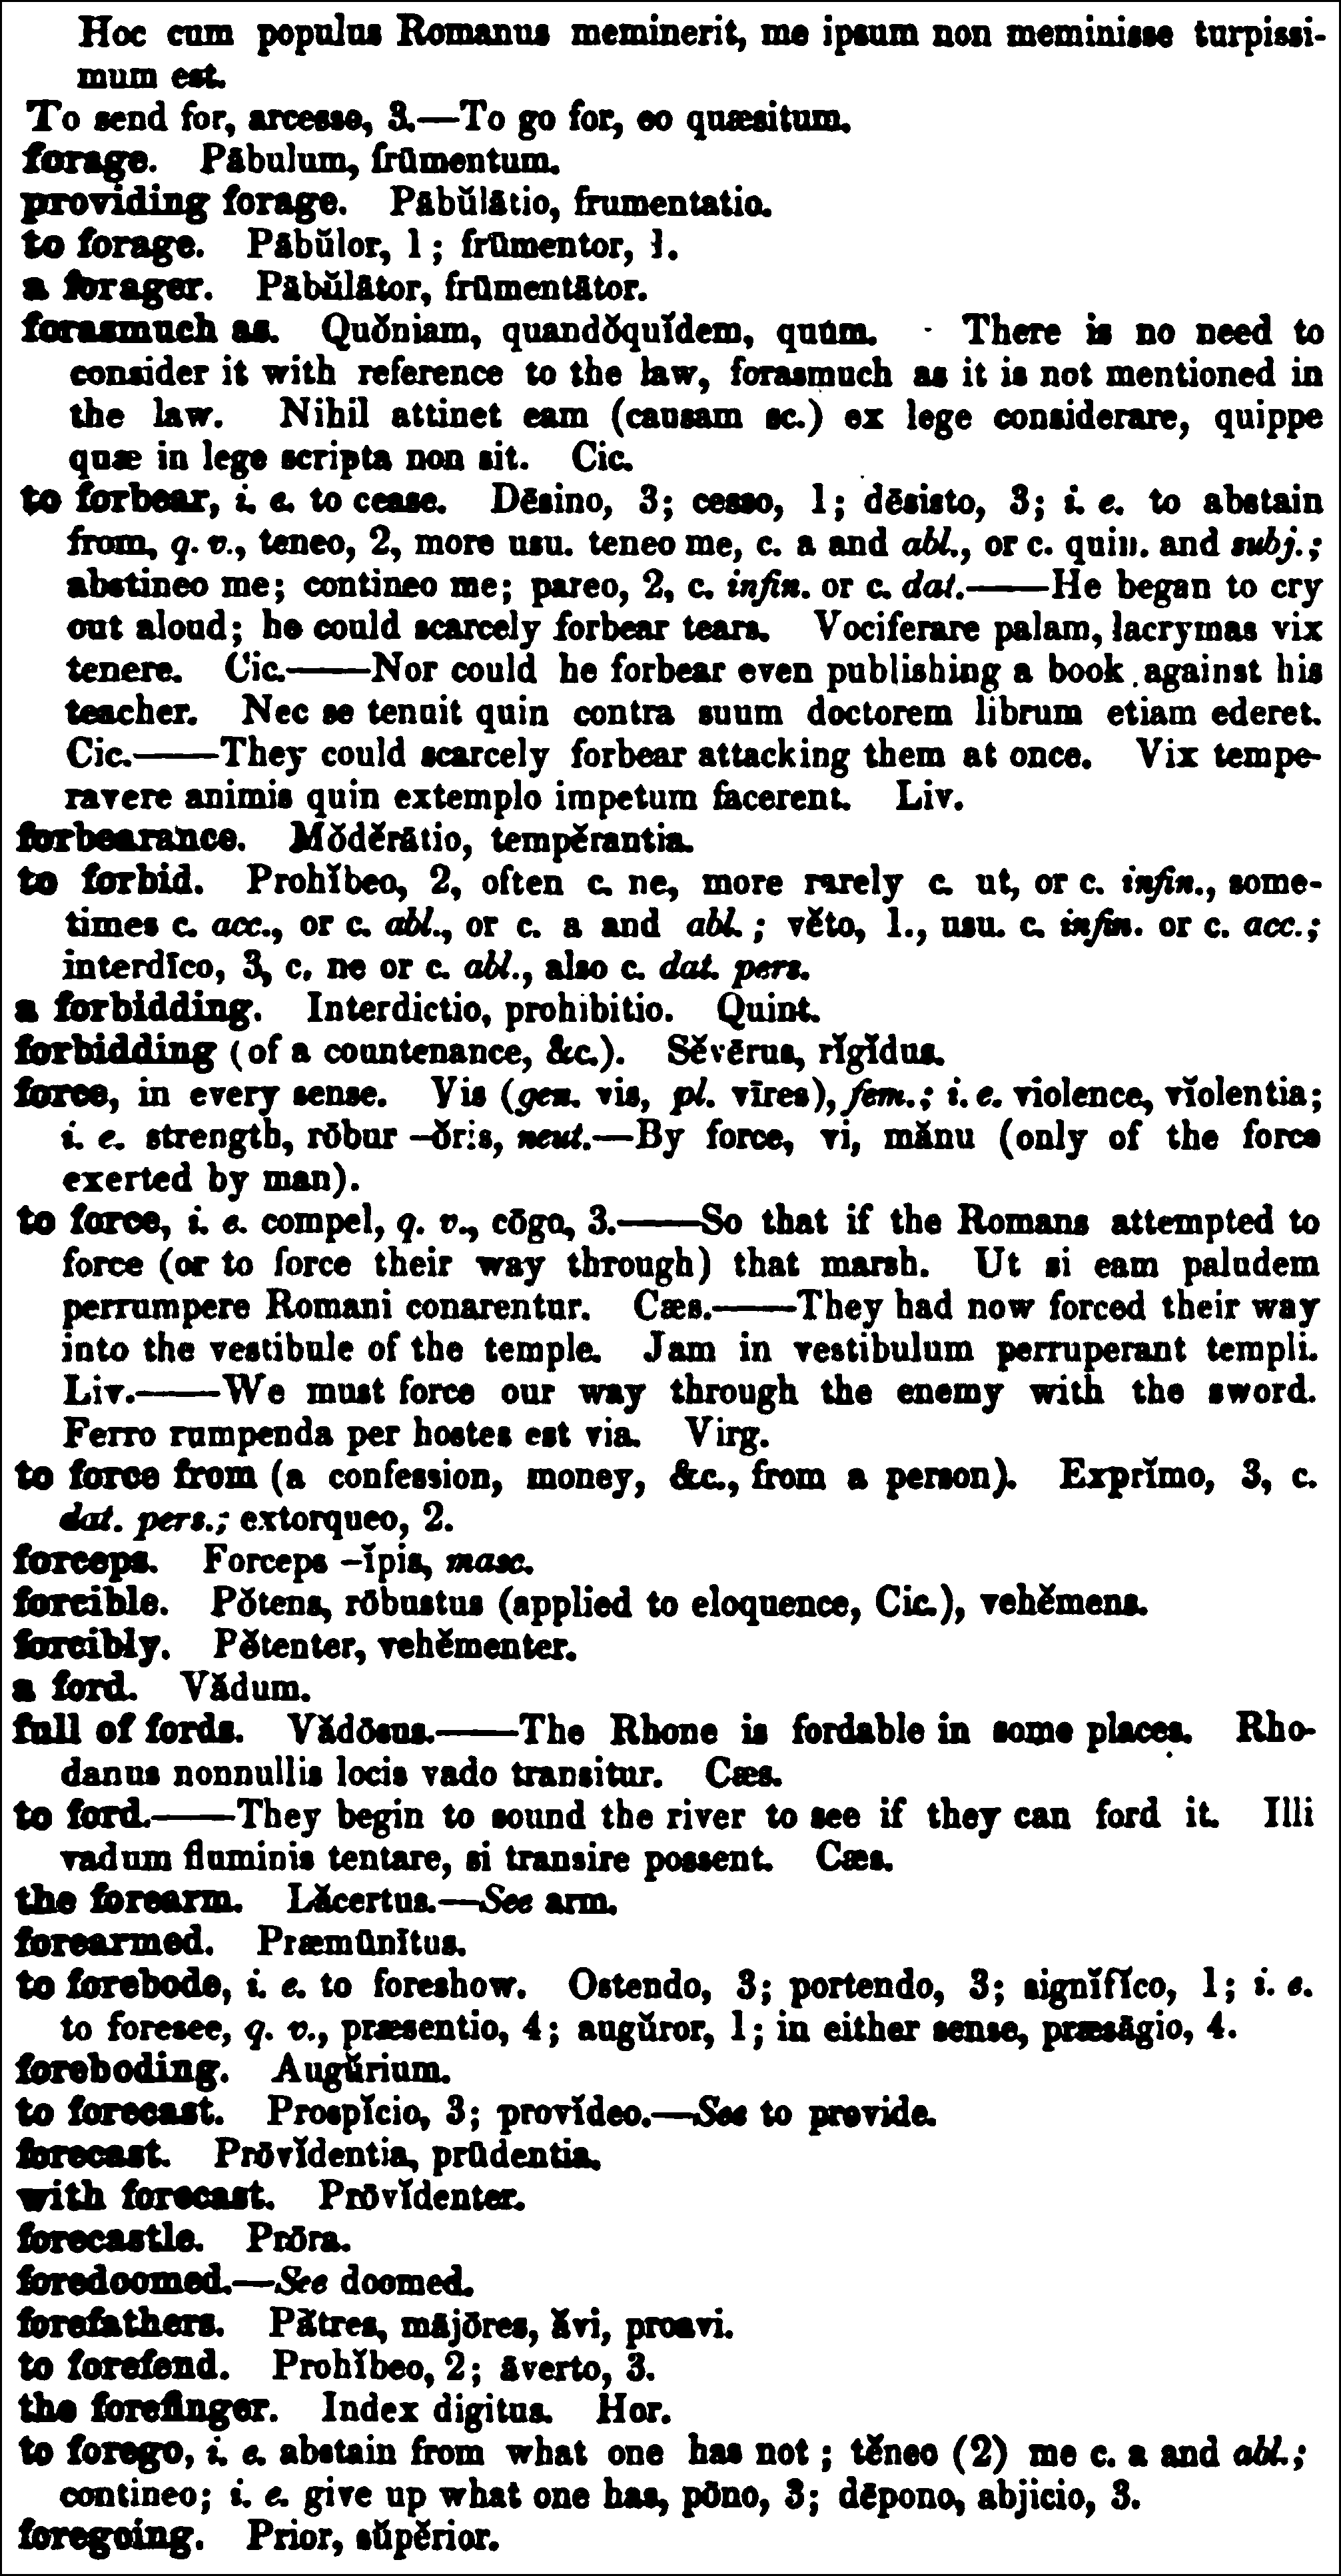 Hoc cum populus Romanus meminerit, me ipsum non meminisse turpissi-
mum est.
To send for, arcesso, 3.—To go for, eo quæsitum.
forage. Pābulum, frūmentum.
providing forage. Pābŭlātio, frumentatio.
to forage. Pābŭlor, 1; frūmentor, 1.
a forager. Pābŭlātor, frūmentātor.
forasmuch as. Quŏniam, quandŏquĭdem, quum. There is no need to
consider it with reference to the law, forasmuch as it is not mentioned in
the law. Nihil attinet eam (causam sc.) ex lege considerare, quippe
quæ in lege scripta non sit. Cic.
to forbear, i. e. to cease. Dēsino, 3; cesso, 1; dēsisto, 3; i. e. to abstain
from, q. v., teneo, 2, more usu. teneo me, c. a and abl., or c. quin. and subj.;
abstineo me; contineo me; pareo, 2, c. infin. or c. dat.——He began to cry
out aloud; he could scarcely forbear tears. Vociferare palam, lacrymas vix
tenere. Cic.——Nor could he forbear even publishing a book against his
teacher. Nec se tenuit quin contra suum doctorem librum etiam ederet.
Cic.——They could scarcely forbear attacking them at once. Vix tempe-
ravere animis quin extemplo impetum facerent. Liv.
forbearance. Mŏdĕrātio, tempĕrantia.
to forbid. Prohĭbeo, 2, often c. ne, more rarely c. ut, or c. infin., some-
times c. acc., or c. abl., or c. a and abl.; vĕto, 1., usu. c. infin. or c. acc.;
interdīco, 3, c. ne or c. abl., also c. dat. pers.
a forbidding. Interdictio, prohibitio. Quint.
forbidding (of a countenance, &c.). Sĕvērus, rĭgĭdus.
force, in every sense. Vis (gen. vis, pl. vīres), fem.; i. e. violence, vĭolentia;
i. e. strength, rōbur –ŏris, neut.—By force, vi, mănu (only of the force
exerted by man).
to force, i. e. compel, q. v., cōgo, 3.——So that if the Romans attempted to
force (or to force their way through) that marsh. Ut si eam paludem
perrumpere Romani conarentur. Cæs.——They had now forced their way
into the vestibule of the temple. Jam in vestibulum perruperant templi.
Liv.——We must force our way through the enemy with the sword.
Ferro rumpenda per hostes est via. Virg.
to force from (a confession, money, &c., from a person). Exprĭmo, 3, c.
dat. pers.; extorqueo, 2.
forceps. Forceps –ĭpis, masc.
forcible. Pŏtens, rōbustus (applied to eloquence, Cic.), vehĕmens.
forcibly. Pŏtenter, vehĕmenter.
a ford. Vădum.
full of fords. Vădōsus.——The Rhone is fordable in some places. Rho-
danus nonnullis locis vado transitur. Cæs.
to ford.——They begin to sound the river to see if they can ford it. Illi
vadum fluminis tentare, si transire possent. Cæs.
the forearm. Lăcertus.—See arm.
forearmed. Præmūnītus.
to forebode, i. e. to foreshow. Ostendo, 3; portendo, 3; signĭfĭco, 1; i. e.
to foresee, q. v., præsentio, 4; augŭror, 1; in either sense, præsāgio, 4.
foreboding. Augŭrium.
to forecast. Prospĭcio, 3; provĭdeo.—See to provide.
forecast. Prōvĭdentia, prūdentia.
with forecast. Prōvĭdenter.
forecastle. Prōra.
foredoomed.—See doomed.
forefathers. Pătres, mājōres, ăvi, proavi.
to forefend. Prohĭbeo, 2; āverto, 3.
the forefinger. Index digitus. Hor.
to forego, i. e. abstain from what one has not; tĕneo (2) me c. a and abl.;
contineo; i. e. give up what one has, pōno, 3; dēpono, abjicio, 3.
foregoing. Prior, sŭpĕrior.